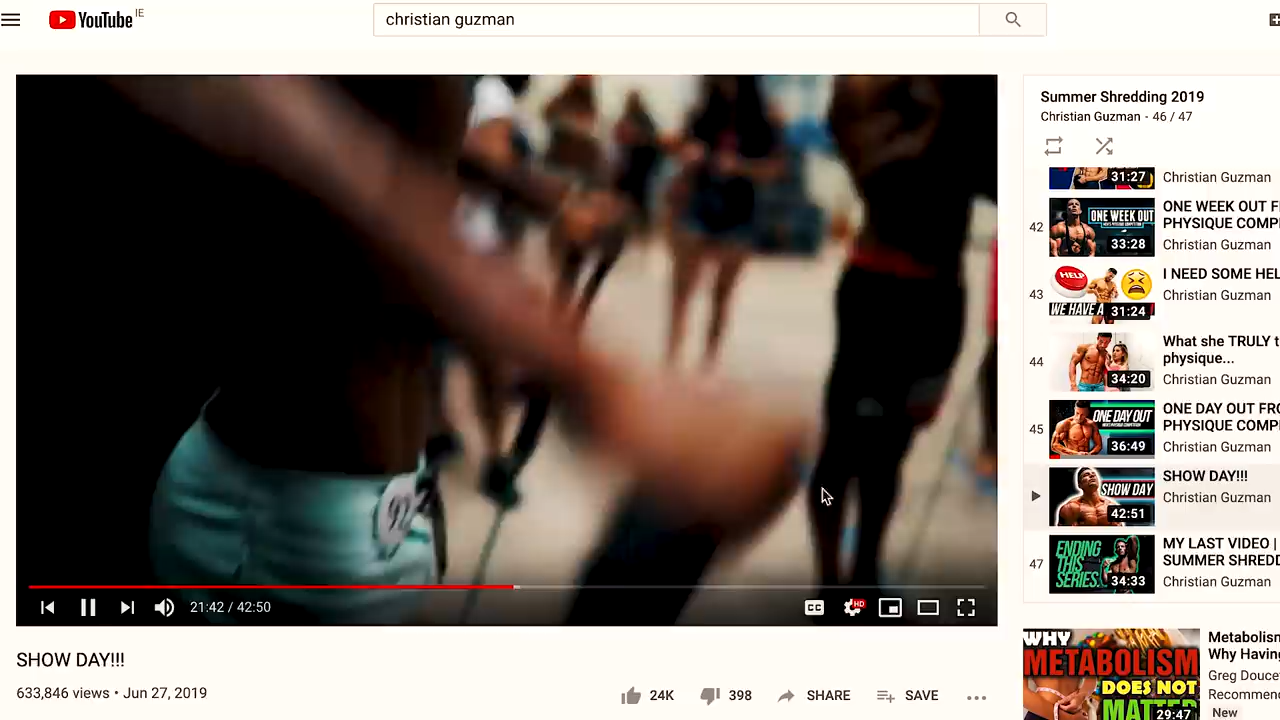 YouTube IE
christian guzman
Summer Shredding 2019
Christian Guzman - 46 / 47
31:27
Christian Guzman
42
ONE WEEK OUT
33:28
ONE WEEK OUT F
PHYSIQUE COMP
Christian Guzman
43
HELP
WE HAVE A
31:24
I NEED SOME HEL
Christian Guzman
44
34:20
What she TRULY t
physique...
Christian Guzman
45
ONE DAY OUT
36:49
ONE DAY OUT FRO
PHYSIQUE COMP
Christian Guzman
SHOW DAY
42:51
SHOW DAY!!!
Christian Guzman
47
ENDING
THIS
SERIES.
34:33
MY LAST VIDEO |
SUMMER SHREDD
Christian Guzman
21:42 / 42:50
CC
HD
SHOW DAY!!!
633,846 views • Jun 27, 2019
24K
398
SHARE
SAVE
WHY
METABOLISM
DOES NOT
MATTER
29:47
Metabolism
Why Having
Greg Douce
Recommen
New